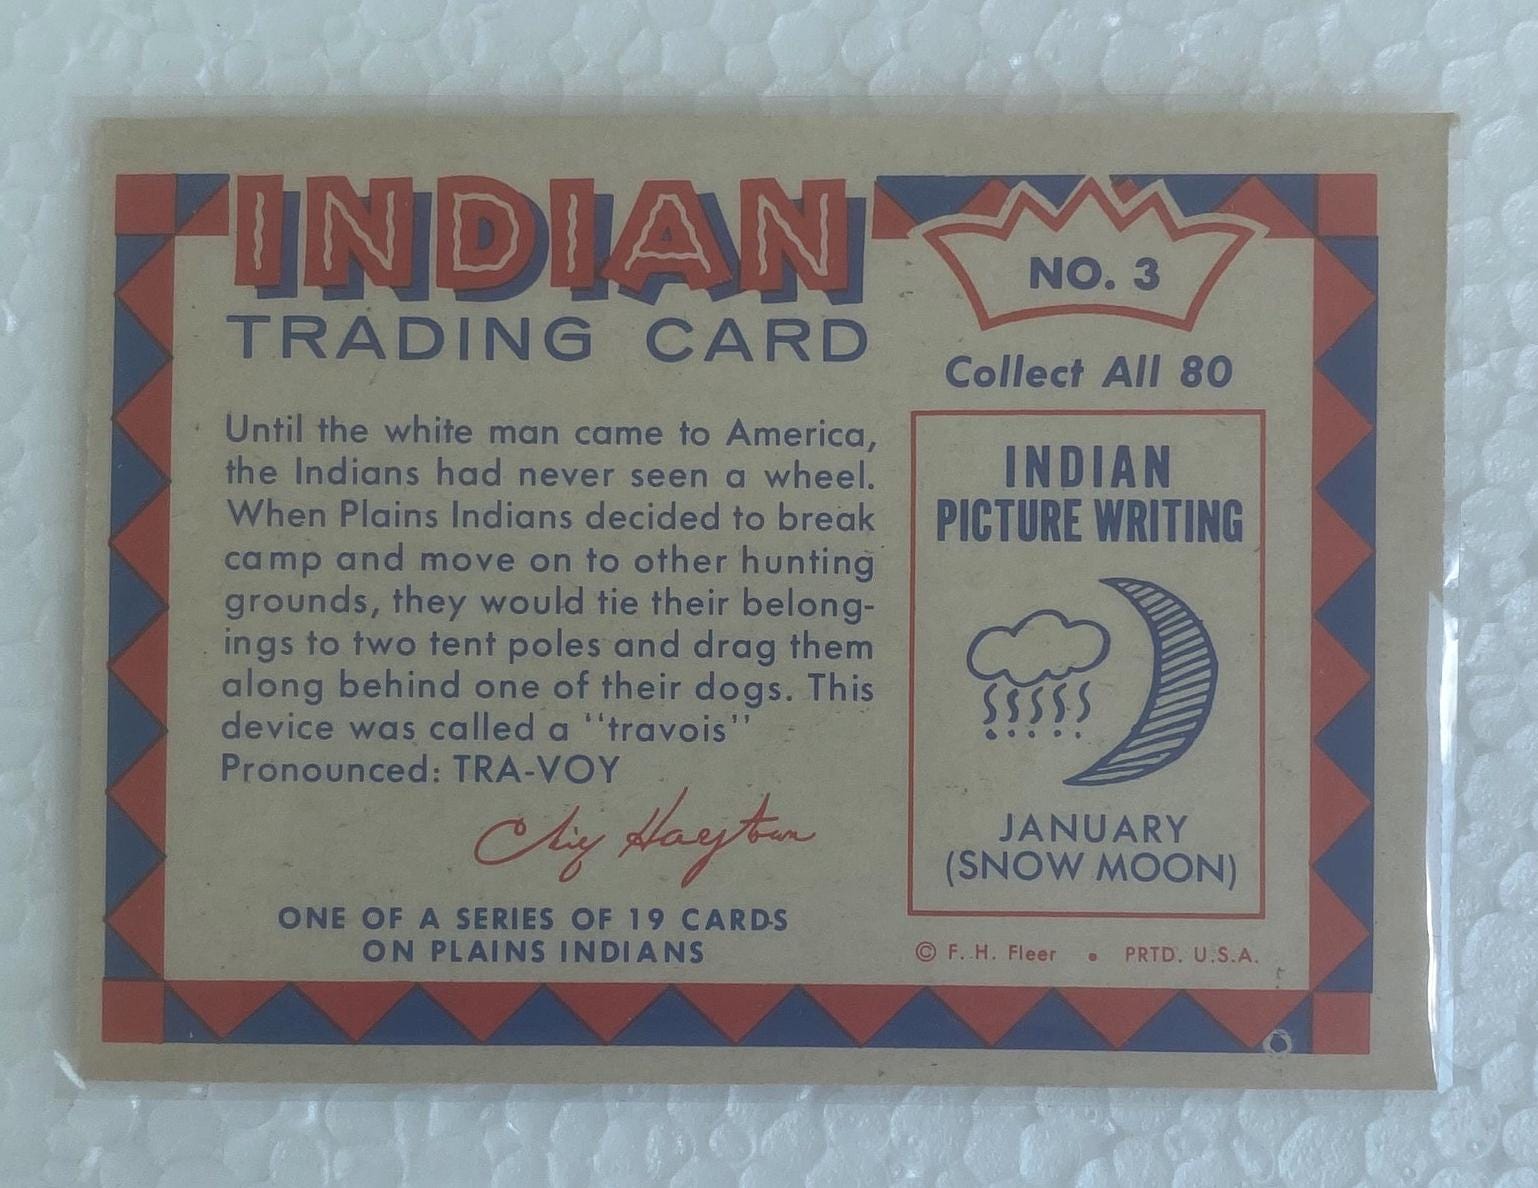 INDIAN
TRADING CARD
NO. 3
Collect All 80
Until the white man came to America,
the Indians had never seen a wheel.
When Plains Indians decided to break
camp and move on to other hunting
grounds, they would tie their belong-
ings to two tent poles and drag them
along behind one of their dogs. This
device was called a "travois"
Pronounced: TRA-VOY
Chief Haystown
ONE OF A SERIES OF 19 CARDS
ON PLAINS INDIANS
INDIAN
PICTURE WRITING
JANUARY
(SNOW MOON)
© F. H. Fleer • PRTD. U.S.A.